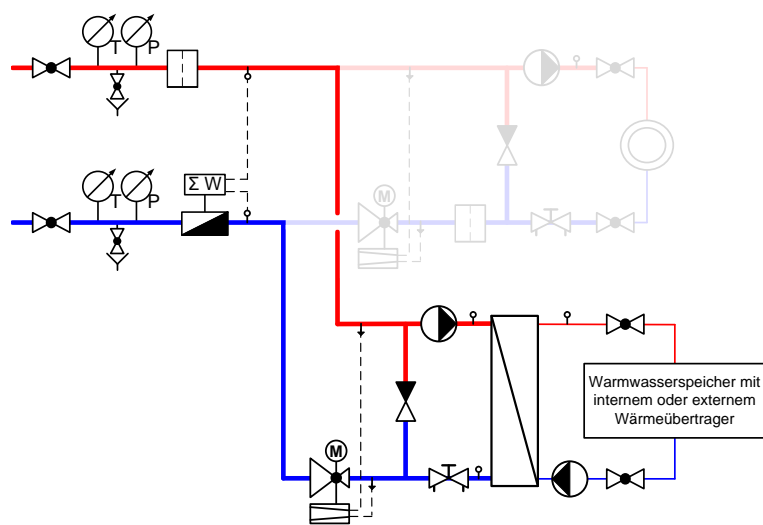 T
P
T
P
Σ W
M
M
Warmwasserspeicher mit
internem oder externem
Wärmeübertrager